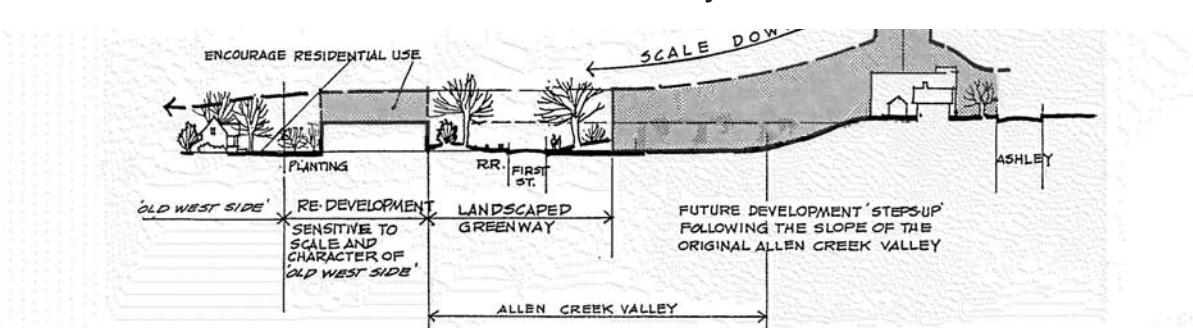 SCALE DOW
ENCOURAGE RESIDENTIAL USE
PLANTING
R.R.
FIRST
ST.
ASHLEY
'OLD WEST SIDE'
RE-DEVELOPMENT
SENSITIVE TO
SCALE AND
CHARACTER OF
'OLD WEST SIDE'
LANDSCAPED
GREENWAY
FUTURE DEVELOPMENT 'STEPS UP'
FOLLOWING THE SLOPE OF THE
ORIGINAL ALLEN CREEK VALLEY
ALLEN CREEK VALLEY